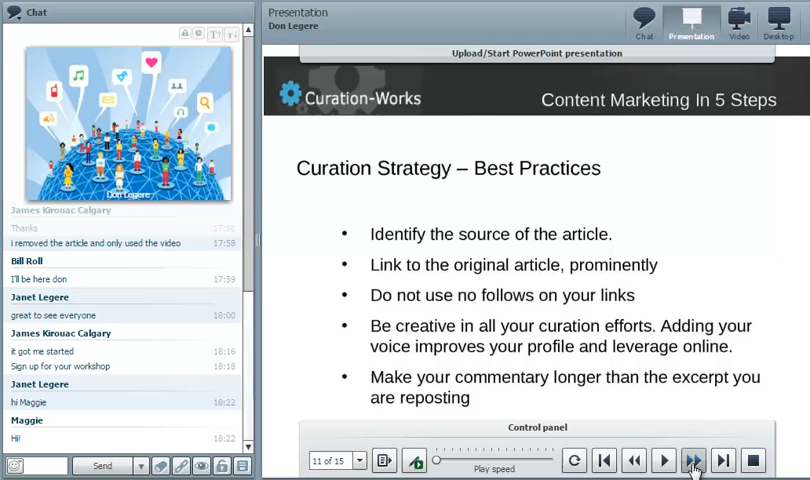 Chat
Don Legere
James Kirouac Calgary
Thanks 17:58
i removed the article and only used the video 17:58
Bill Roll
I'll be here don 17:59
Janet Legere
great to see everyone 18:00
James Kirouac Calgary
it got me started 18:16
Sign up for your workshop 18:18
Janet Legere
hi Maggie 18:22
Maggie
Hi! 18:22
Send
Presentation
Don Legere
Chat
Presentation
Video
Desktop
Upload/Start PowerPoint presentation
Curation-Works
Content Marketing In 5 Steps
Curation Strategy – Best Practices
• Identify the source of the article.
• Link to the original article, prominently
• Do not use no follows on your links
• Be creative in all your curation efforts. Adding your
voice improves your profile and leverage online.
• Make your commentary longer than the excerpt you
are reposting
Control panel
11 of 15
Play speed